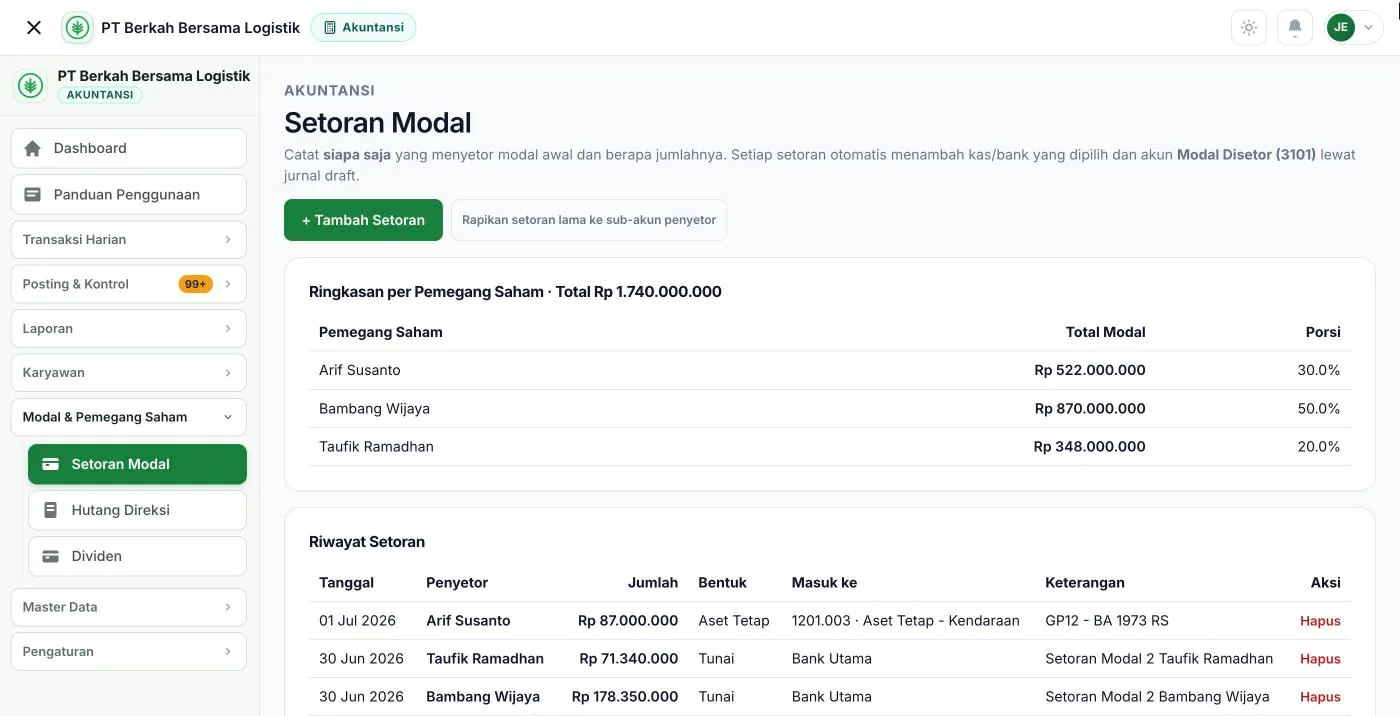 PT Berkah Bersama Logistik Akuntansi JE
PT Berkah Bersama Logistik
AKUNTANSI
Dashboard
Panduan Penggunaan
Transaksi Harian
Posting & Kontrol 99+
Laporan
Karyawan
Modal & Pemegang Saham
Setoran Modal
Hutang Direksi
Dividen
Master Data
Pengaturan
AKUNTANSI
Setoran Modal
Catat siapa saja yang menyetor modal awal dan berapa jumlahnya. Setiap setoran otomatis menambah kas/bank yang dipilih dan akun Modal Disetor (3101) lewat
jurnal draft.
+ Tambah Setoran Rapikan setoran lama ke sub-akun penyetor
Ringkasan per Pemegang Saham · Total Rp 1.740.000.000
Pemegang Saham Total Modal Porsi
Arif Susanto Rp 522.000.000 30.0%
Bambang Wijaya Rp 870.000.000 50.0%
Taufik Ramadhan Rp 348.000.000 20.0%
Riwayat Setoran
Tanggal Penyetor Jumlah Bentuk Masuk ke Keterangan Aksi
01 Jul 2026 Arif Susanto Rp 87.000.000 Aset Tetap 1201.003 · Aset Tetap - Kendaraan GP12 - BA 1973 RS Hapus
30 Jun 2026 Taufik Ramadhan Rp 71.340.000 Tunai Bank Utama Setoran Modal 2 Taufik Ramadhan Hapus
30 Jun 2026 Bambang Wijaya Rp 178.350.000 Tunai Bank Utama Setoran Modal 2 Bambang Wijaya Hapus